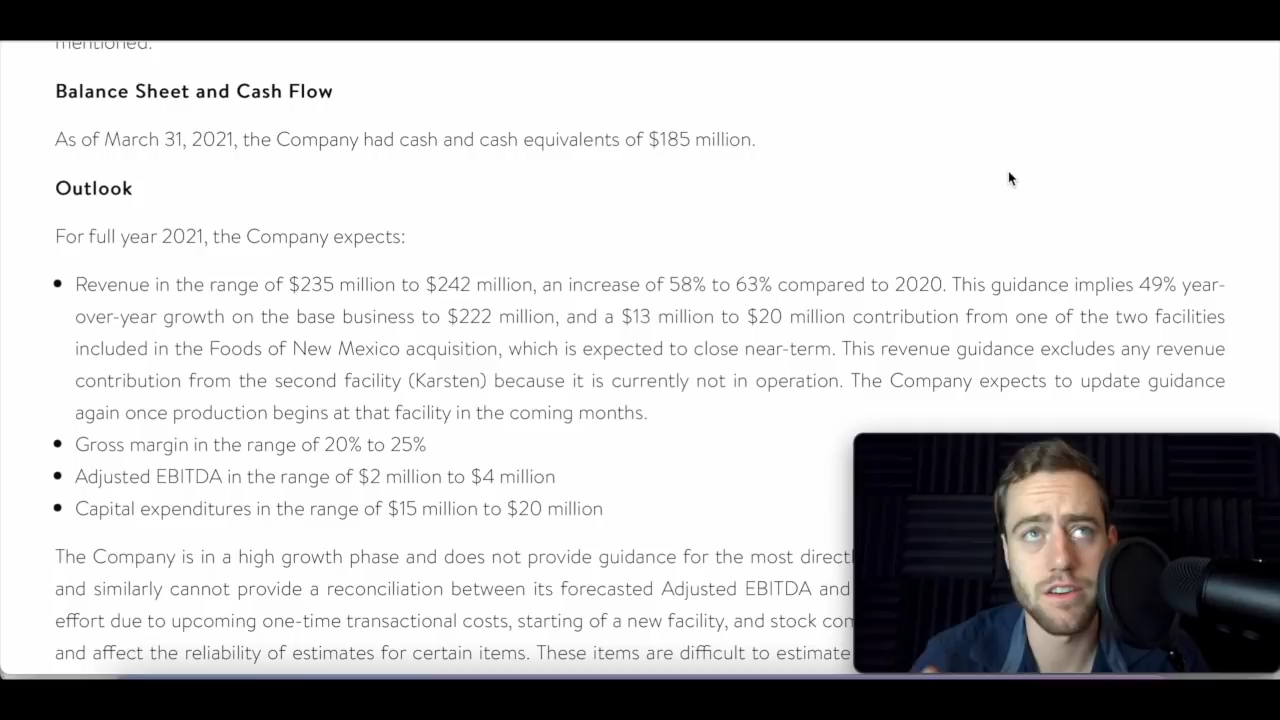 mentioned.
Balance Sheet and Cash Flow
As of March 31, 2021, the Company had cash and cash equivalents of $185 million.
Outlook
For full year 2021, the Company expects:
Revenue in the range of $235 million to $242 million, an increase of 58% to 63% compared to 2020. This guidance implies 49% year-
over-year growth on the base business to $222 million, and a $13 million to $20 million contribution from one of the two facilities
included in the Foods of New Mexico acquisition, which is expected to close near-term. This revenue guidance excludes any revenue
contribution from the second facility (Karsten) because it is currently not in operation. The Company expects to update guidance
again once production begins at that facility in the coming months.
Gross margin in the range of 20% to 25%
Adjusted EBITDA in the range of $2 million to $4 million
Capital expenditures in the range of $15 million to $20 million
The Company is in a high growth phase and does not provide guidance for the most directl
and similarly cannot provide a reconciliation between its forecasted Adjusted EBITDA and
effort due to upcoming one-time transactional costs, starting of a new facility, and stock com
and affect the reliability of estimates for certain items. These items are difficult to estimate